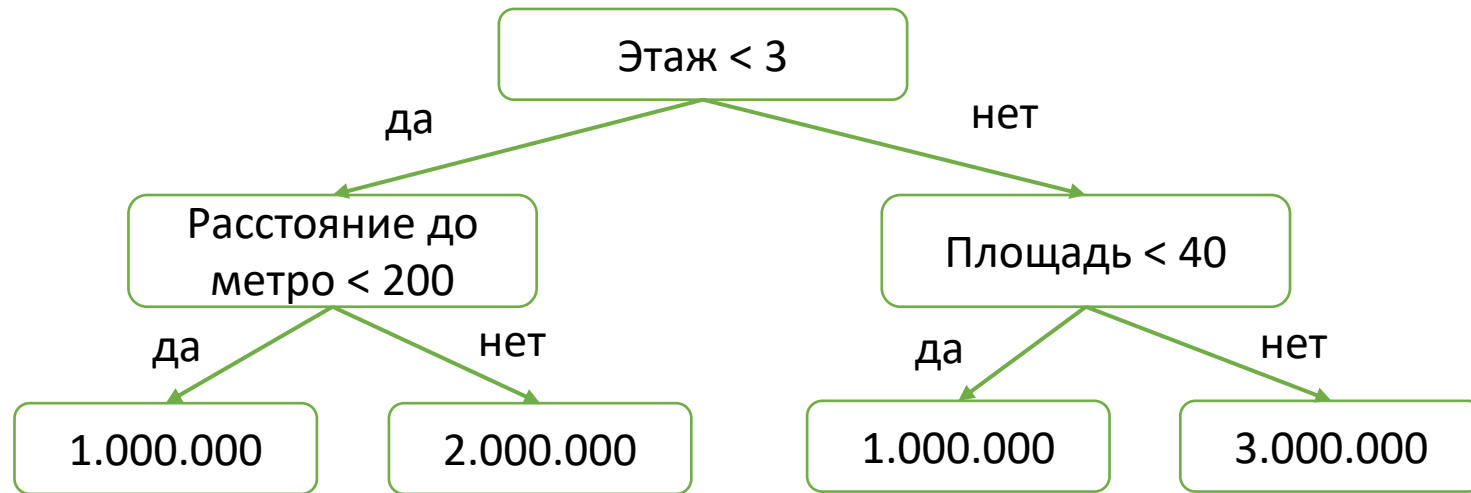 Этаж < 3
да
нет
Расстояние до
метро < 200
Площадь < 40
да
нет
да
нет
1.000.000
2.000.000
1.000.000
3.000.000